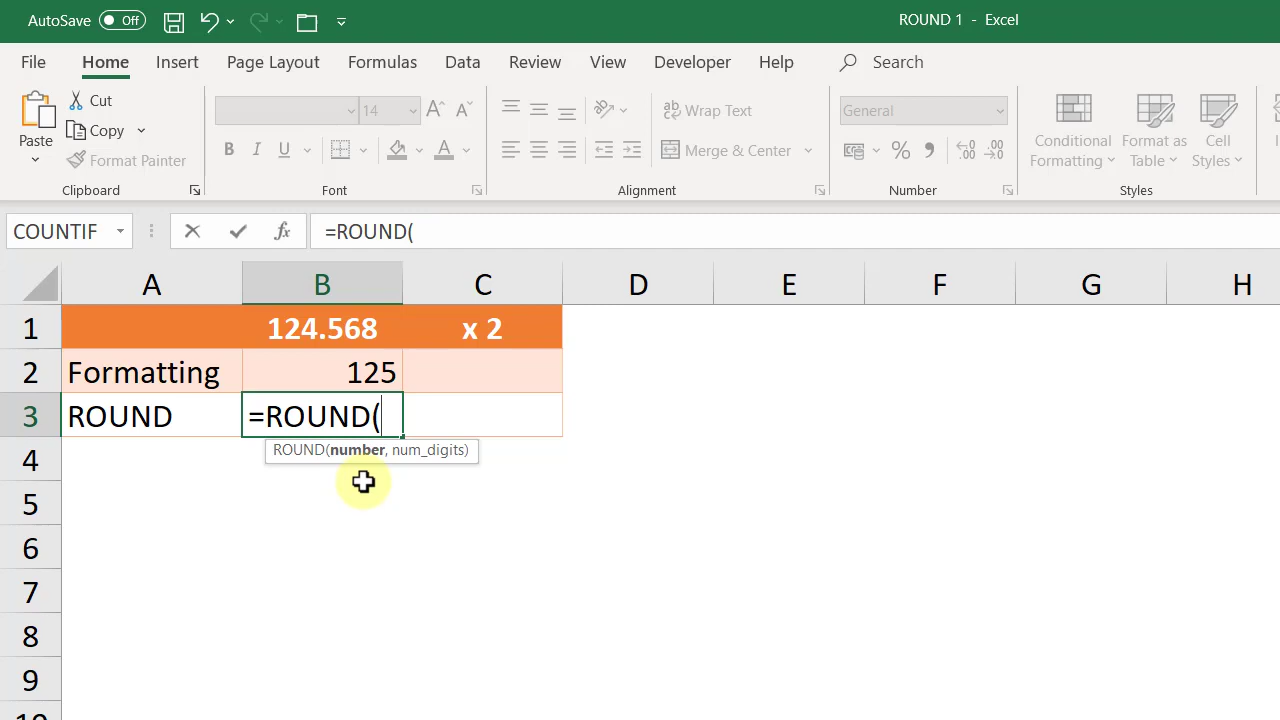 AutoSave Off
ROUND 1 - Excel
File Home Insert Page Layout Formulas Data Review View Developer Help Search
Paste
Cut
Copy
Format Painter
Clipboard
14
B I U
A A
A
Font
Wrap Text
Merge & Center
Alignment
General
% 9
Number
Conditional Formatting
Format as Table
Cell Styles
Styles
COUNTIF
fx
=ROUND(
A B C D E F G H
1 124.568 x 2
2 Formatting 125
3 ROUND =ROUND(
ROUND(number, num_digits)
4
5
6
7
8
9
10